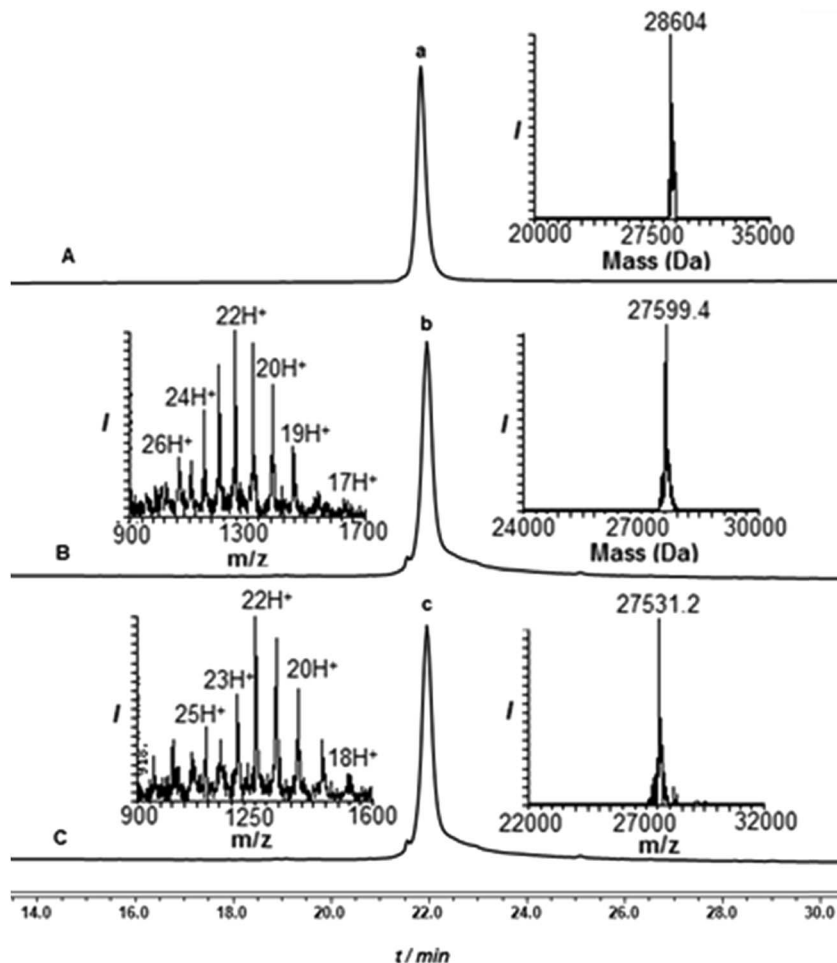 28604
a
I
20000 27500 35000
Mass (Da)
A
22H⁺
b
27599.4
24H⁺
20H⁺
I
26H⁺
19H⁺
I
17H⁺
900 1300 1700
m/z
24000 27000 30000
Mass (Da)
B
22H⁺
c
27531.2
23H⁺
20H⁺
I
25H⁺
I
18H⁺
918.
900 1250 1600
m/z
22000 27000 32000
m/z
C
14.0 16.0 18.0 20.0 22.0 24.0 26.0 28.0 30.0
t / min